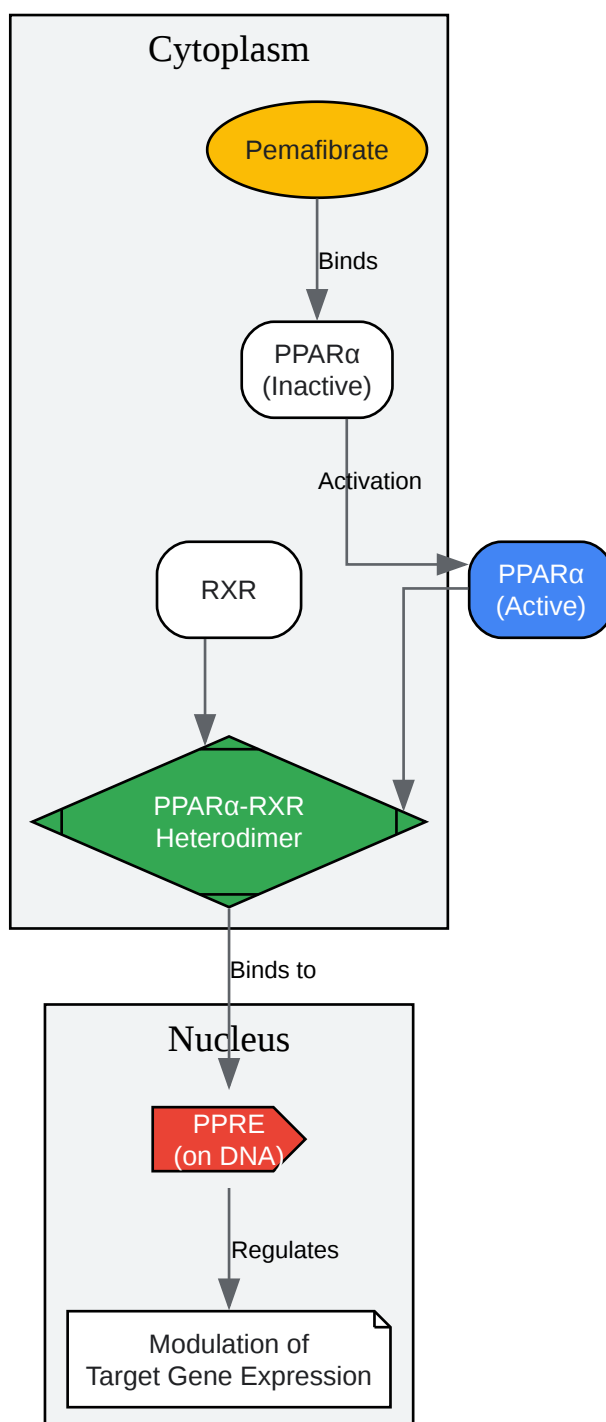 Cytoplasm
Pemafibrate
Binds
PPARα
(Inactive)
Activation
RXR
PPARα
(Active)
PPARα-RXR
Heterodimer
Binds to
Nucleus
PPRE
(on DNA)
Regulates
Modulation of
Target Gene Expression